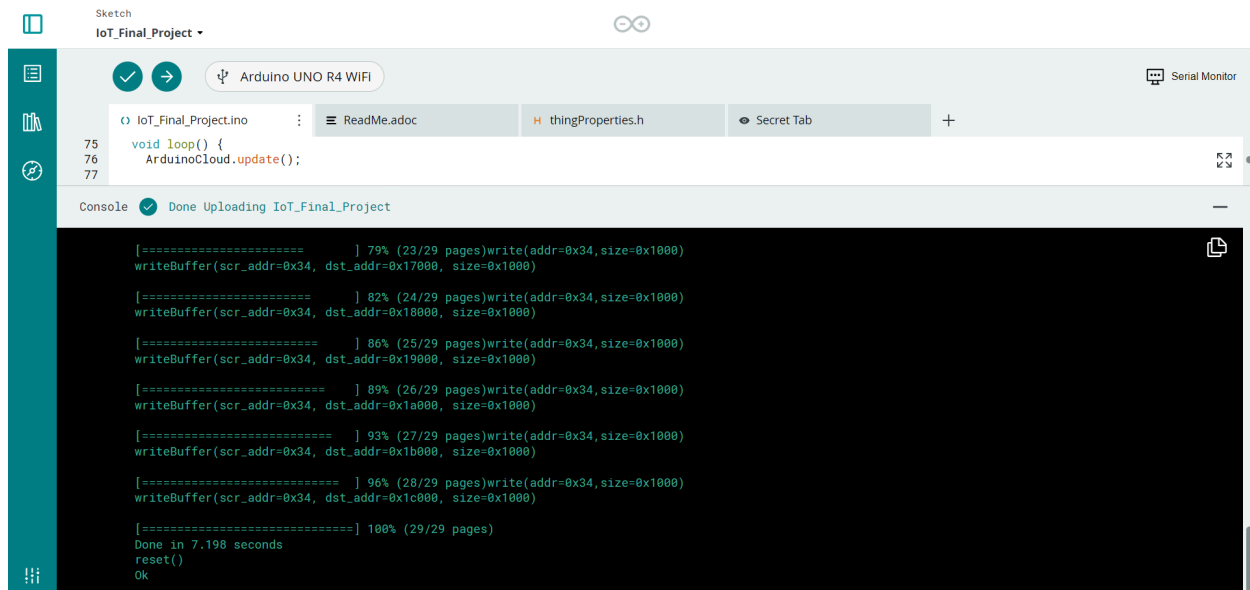 Sketch
IoT_Final_Project
Arduino UNO R4 WiFi
Serial Monitor
IoT_Final_Project.ino
ReadMe.adoc
H thingProperties.h
Secret Tab
75 void loop() {
76 ArduinoCloud.update();
77
Console Done Uploading IoT_Final_Project
[======================= ] 79% (23/29 pages)write(addr=0x34,size=0x1000)
writeBuffer(scr_addr=0x34, dst_addr=0x17000, size=0x1000)
[======================== ] 82% (24/29 pages)write(addr=0x34,size=0x1000)
writeBuffer(scr_addr=0x34, dst_addr=0x18000, size=0x1000)
[========================= ] 86% (25/29 pages)write(addr=0x34,size=0x1000)
writeBuffer(scr_addr=0x34, dst_addr=0x19000, size=0x1000)
[========================== ] 89% (26/29 pages)write(addr=0x34,size=0x1000)
writeBuffer(scr_addr=0x34, dst_addr=0x1a000, size=0x1000)
[=========================== ] 93% (27/29 pages)write(addr=0x34,size=0x1000)
writeBuffer(scr_addr=0x34, dst_addr=0x1b000, size=0x1000)
[============================ ] 96% (28/29 pages)write(addr=0x34,size=0x1000)
writeBuffer(scr_addr=0x34, dst_addr=0x1c000, size=0x1000)
[==============================] 100% (29/29 pages)
Done in 7.198 seconds
reset()
Ok